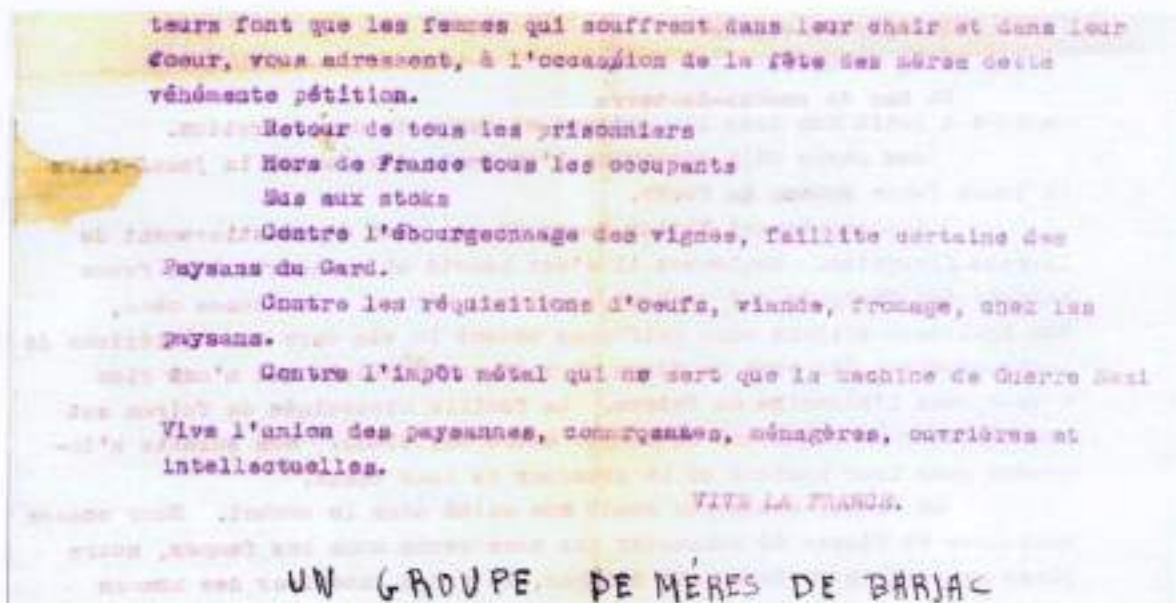 teurs font que les femmes qui souffrent dans leur chair et dans leur
coeur, vous adressent, à l'occasion de la fête des mères cette
véhémente pétition.
Retour de tous les prisonniers
Hors de France tous les occupants
Sus aux stoks
Contre l'ébourgeonnage des vignes, faillite certaine des
Paysans du Gard.
Contre les réquisitions d'oeufs, viande, fromage, chez les
paysans.
Contre l'impôt métal qui ne sert que la machine de Guerre Nazi
Vive l'union des paysannes, ménagères, ouvrières et
intellectuelles.
VIVE LA FRANCE.
UN GROUPE DE MÉRES DE BARJAC